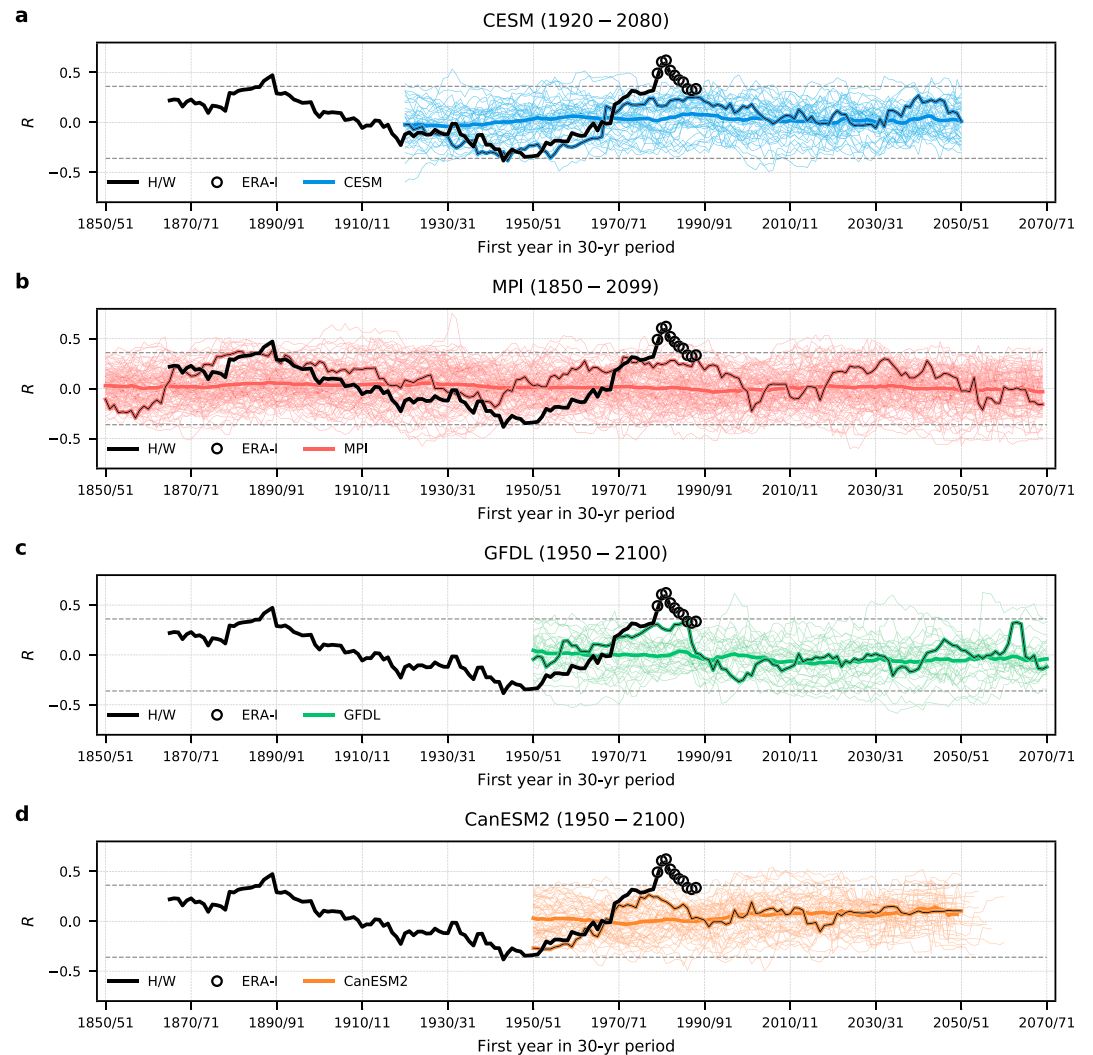 a
CESM (1920 − 2080)
0.5
0.0
−0.5
R
H/W ERA-I CESM
1850/51 1870/71 1890/91 1910/11 1930/31 1950/51 1970/71 1990/91 2010/11 2030/31 2050/51 2070/71
First year in 30-yr period
b
MPI (1850 − 2099)
0.5
0.0
−0.5
R
H/W ERA-I MPI
1850/51 1870/71 1890/91 1910/11 1930/31 1950/51 1970/71 1990/91 2010/11 2030/31 2050/51 2070/71
First year in 30-yr period
c
GFDL (1950 − 2100)
0.5
0.0
−0.5
R
H/W ERA-I GFDL
1850/51 1870/71 1890/91 1910/11 1930/31 1950/51 1970/71 1990/91 2010/11 2030/31 2050/51 2070/71
First year in 30-yr period
d
CanESM2 (1950 − 2100)
0.5
0.0
−0.5
R
H/W ERA-I CanESM2
1850/51 1870/71 1890/91 1910/11 1930/31 1950/51 1970/71 1990/91 2010/11 2030/31 2050/51 2070/71
First year in 30-yr period